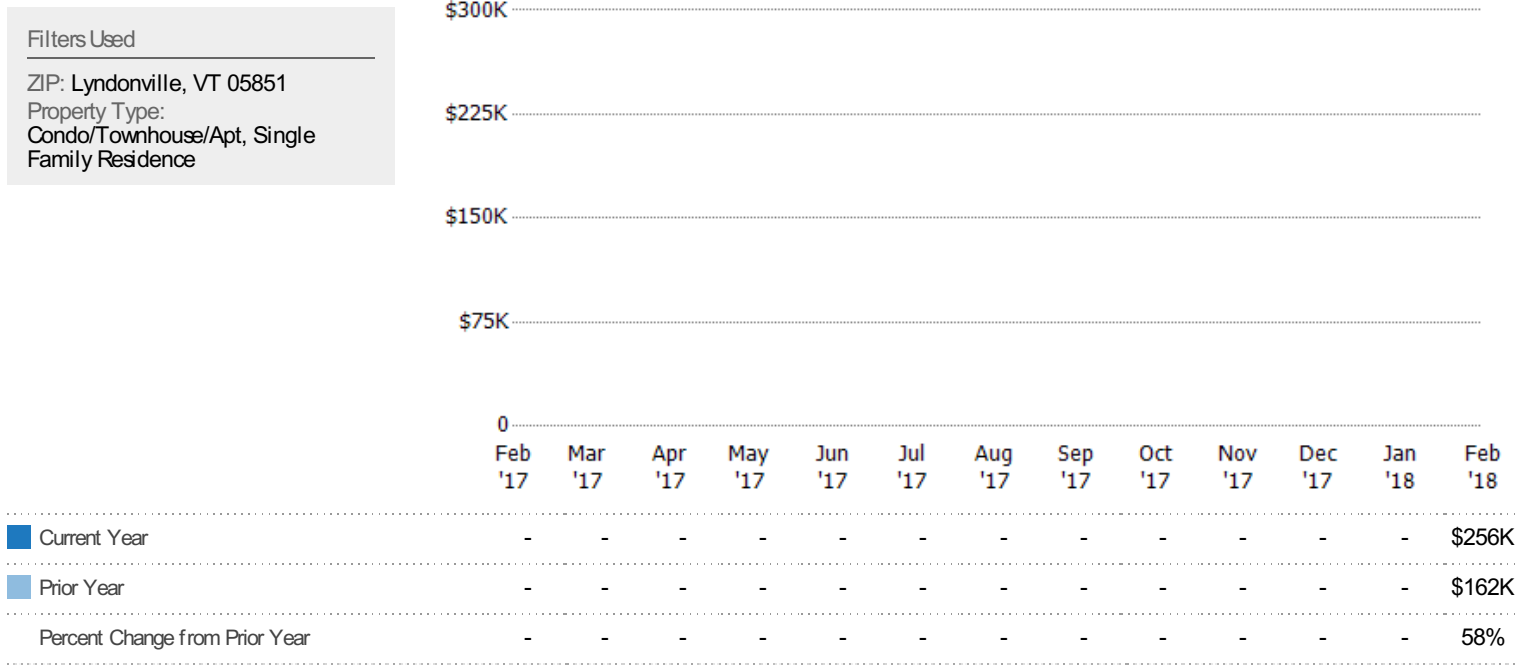 Filters Used
ZIP: Lyndonville, VT 05851
Property Type:
Condo/Townhouse/Apt, Single
Family Residence
$300K
$225K
$150K
$75K
0
Feb '17 Mar '17 Apr '17 May '17 Jun '17 Jul '17 Aug '17 Sep '17 Oct '17 Nov '17 Dec '17 Jan '18 Feb '18
Current Year - - - - - - - - - - - - $256K
Prior Year - - - - - - - - - - - - $162K
Percent Change from Prior Year - - - - - - - - - - - - 58%